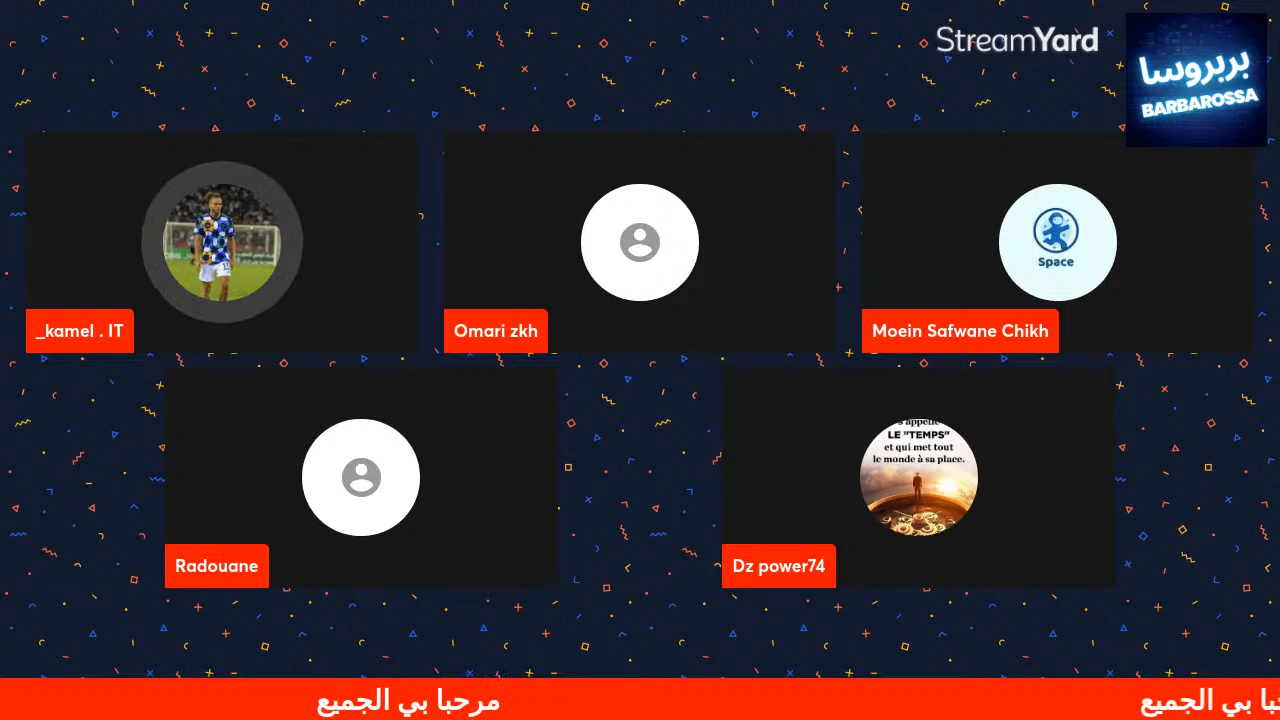 StreamYard
بربروسا
BARBAROSSA
_kamel . IT
Omari zkh
Space
Moein Safwane Chikh
Radouane
s'appelle
LE "TEMPS"
et qui met tout
le monde à sa place.
Dz power74
مرحبا بي الجميع
بي الجميع